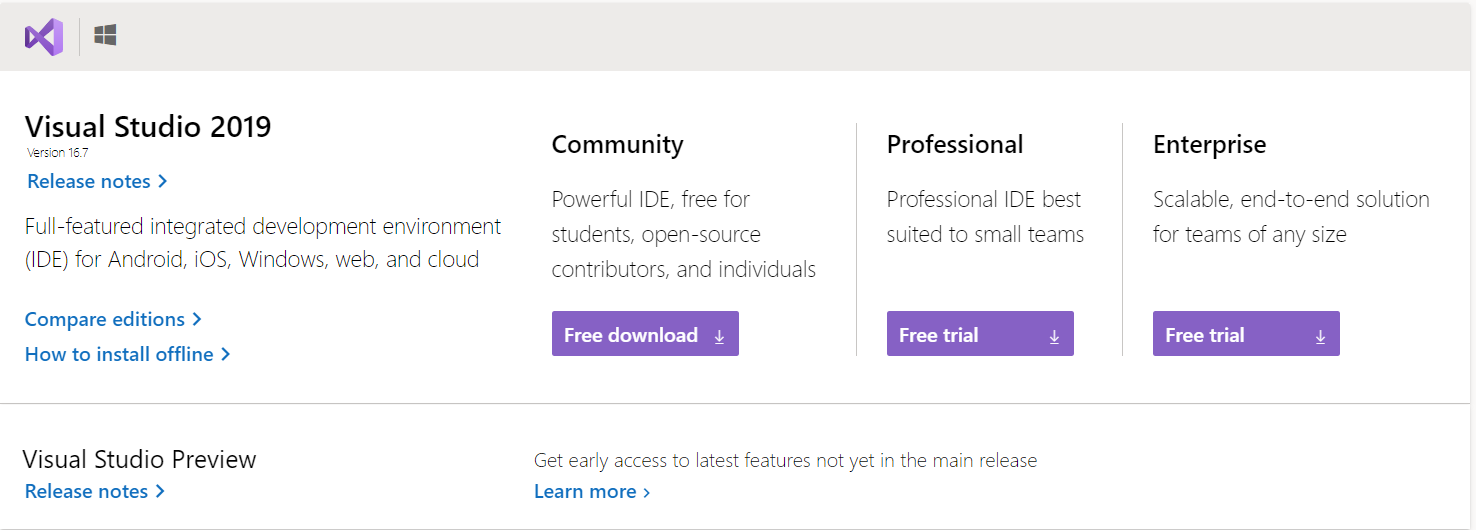 Visual Studio 2019
Version 16.7
Release notes
Full-featured integrated development environment
(IDE) for Android, iOS, Windows, web, and cloud
Compare editions
How to install offline
Community
Powerful IDE, free for
students, open-source
contributors, and individuals
Free download
Professional
Professional IDE best
suited to small teams
Free trial
Enterprise
Scalable, end-to-end solution
for teams of any size
Free trial
Visual Studio Preview
Release notes
Get early access to latest features not yet in the main release
Learn more